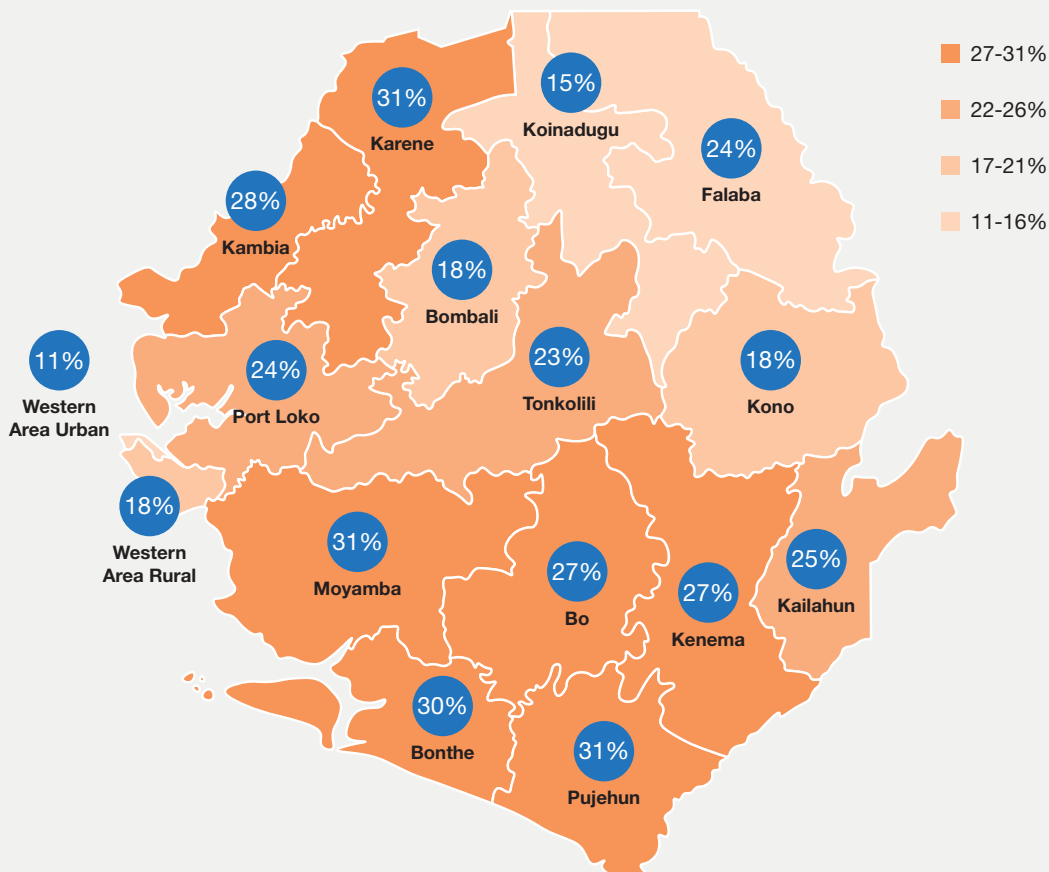 27-31%
22-26%
17-21%
11-16%
31%
Karene
15%
Koinadugu
24%
Falaba
28%
Kambia
18%
Bombali
11%
Western
Area Urban
24%
Port Loko
23%
Tonkolili
18%
Kono
18%
Western
Area Rural
31%
Moyamba
27%
Bo
27%
Kenema
25%
Kailahun
30%
Bonthe
31%
Pujehun